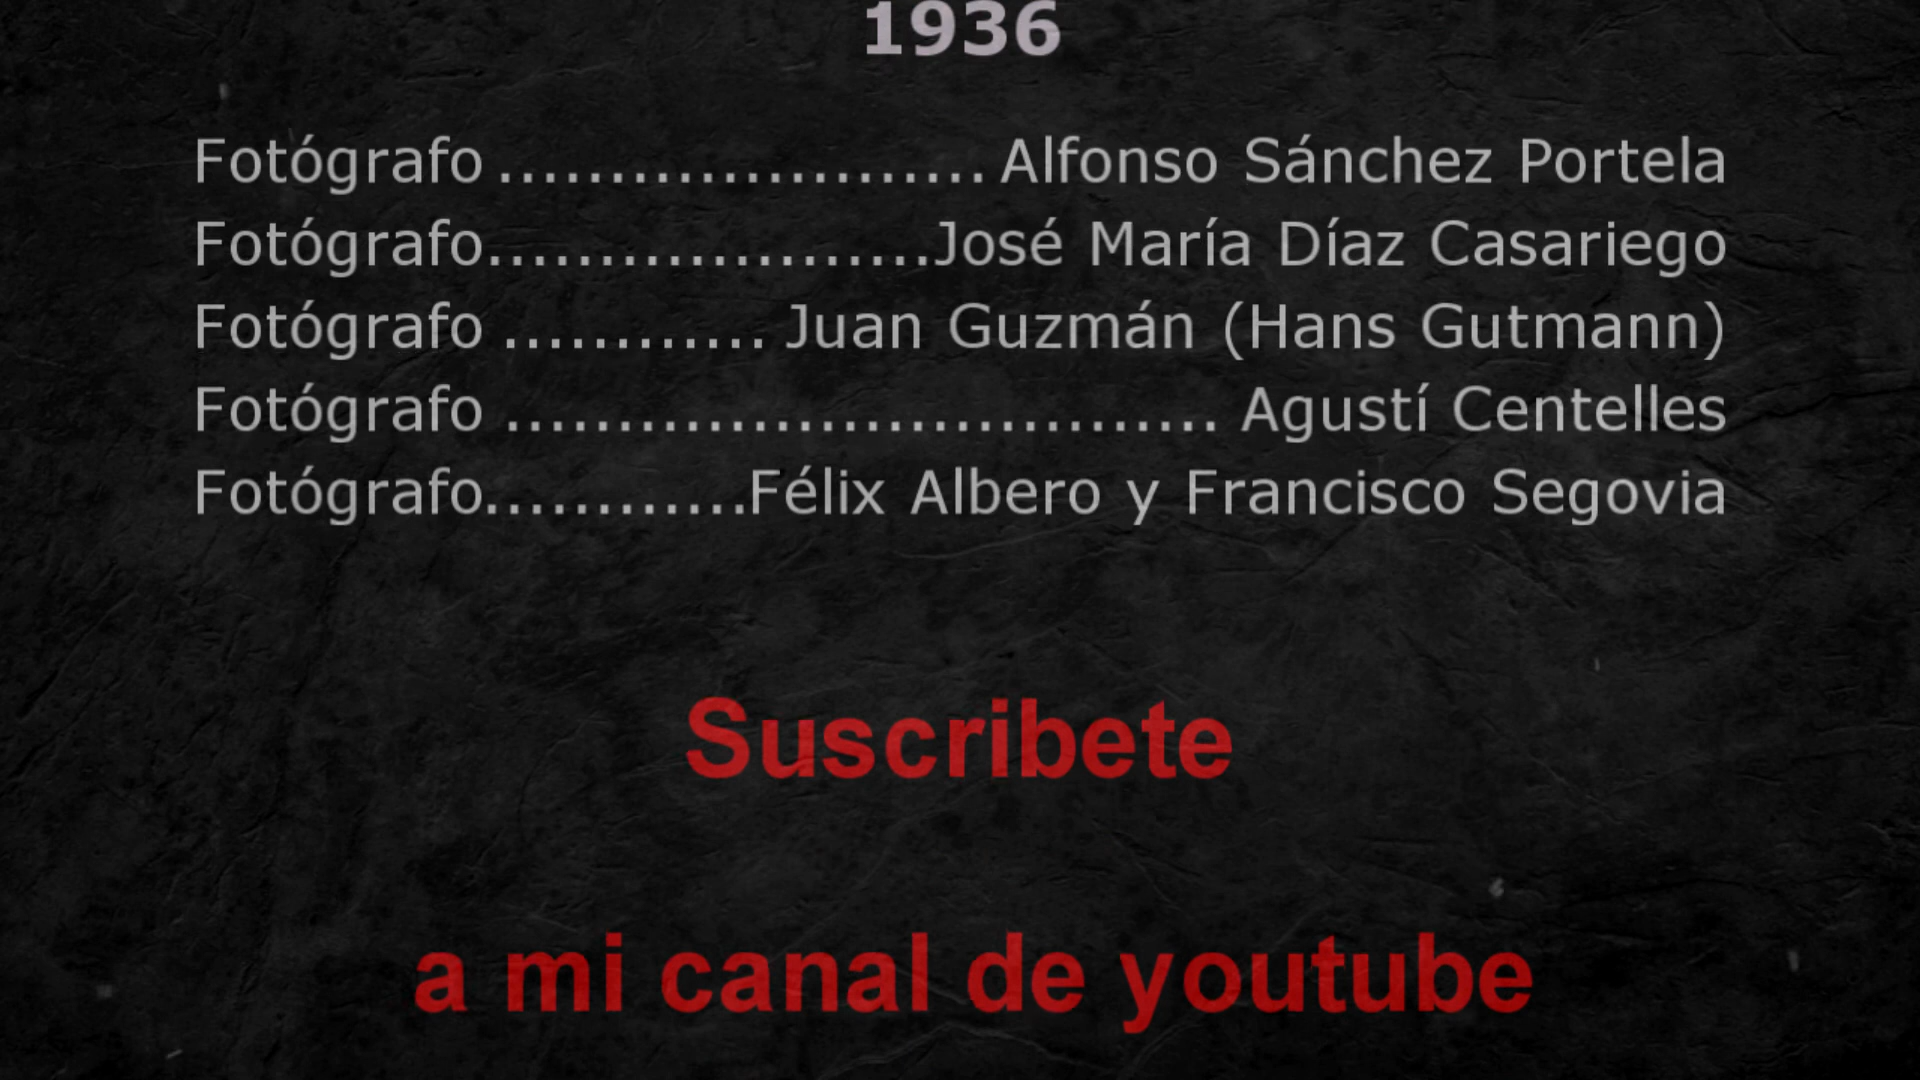 1936
Fotógrafo ...................... Alfonso Sánchez Portela
Fotógrafo....................José María Díaz Casariego
Fotógrafo ............ Juan Guzmán (Hans Gutmann)
Fotógrafo ................................ Agustí Centelles
Fotógrafo............Félix Albero y Francisco Segovia
Suscribete
a mi canal de youtube